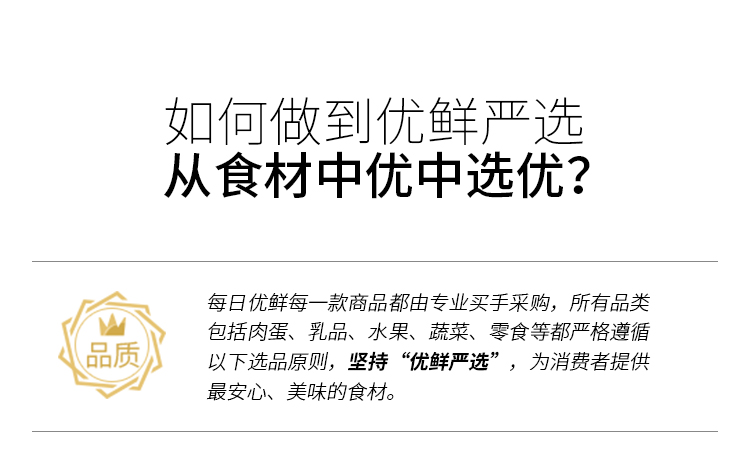 如何做到优鲜严选
从食材中优中选优？
品质
每日优鲜每一款商品都由专业买手采购，所有品类
包括肉蛋、乳品、水果、蔬菜、零食等都严格遵循
以下选品原则，坚持“优鲜严选”，为消费者提供
最安心、美味的食材。